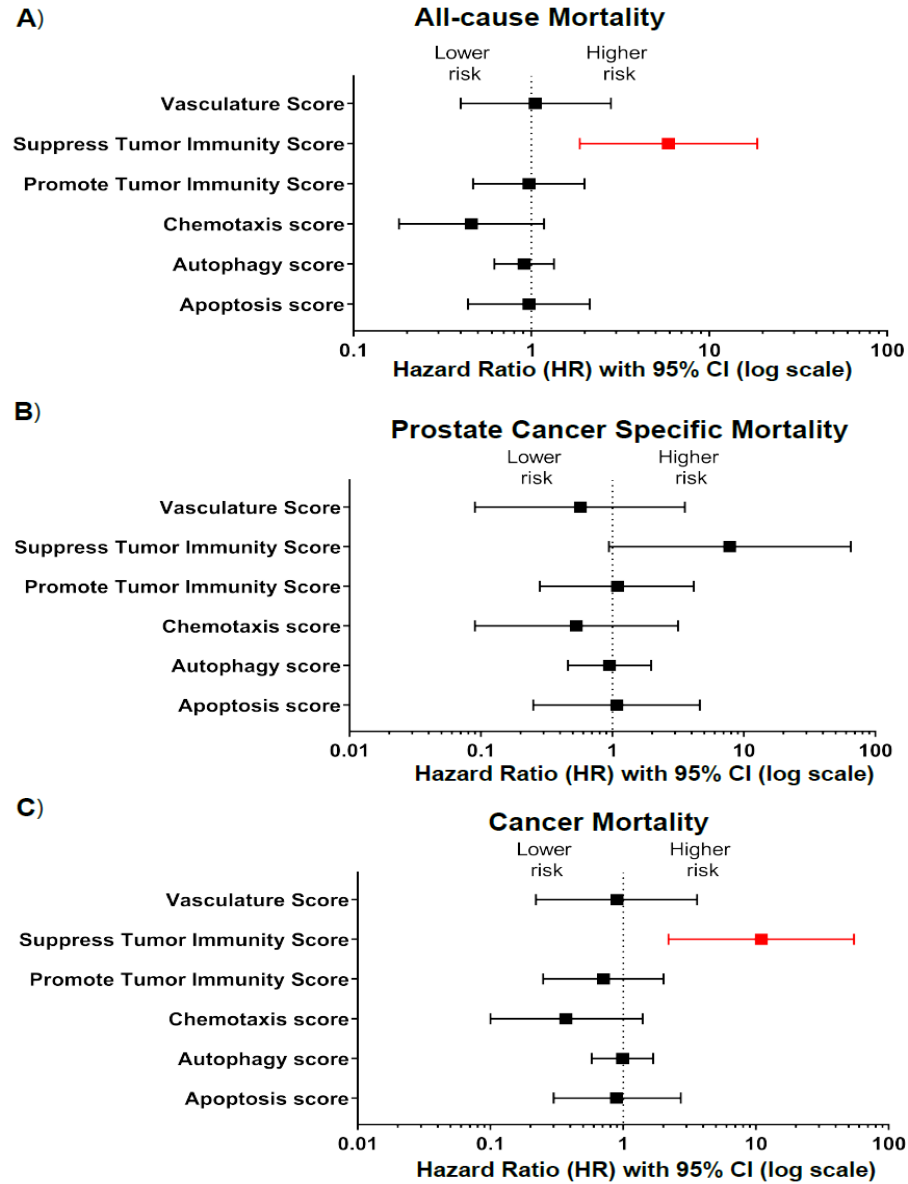 A)
All-cause Mortality
Lower risk
Higher risk
Vasculature Score
Suppress Tumor Immunity Score
Promote Tumor Immunity Score
Chemotaxis score
Autophagy score
Apoptosis score
0.1 1 10 100
Hazard Ratio (HR) with 95% CI (log scale)
B)
Prostate Cancer Specific Mortality
Lower risk
Higher risk
Vasculature Score
Suppress Tumor Immunity Score
Promote Tumor Immunity Score
Chemotaxis score
Autophagy score
Apoptosis score
0.01 0.1 1 10 100
Hazard Ratio (HR) with 95% CI (log scale)
C)
Cancer Mortality
Lower risk
Higher risk
Vasculature Score
Suppress Tumor Immunity Score
Promote Tumor Immunity Score
Chemotaxis score
Autophagy score
Apoptosis score
0.01 0.1 1 10 100
Hazard Ratio (HR) with 95% CI (log scale)